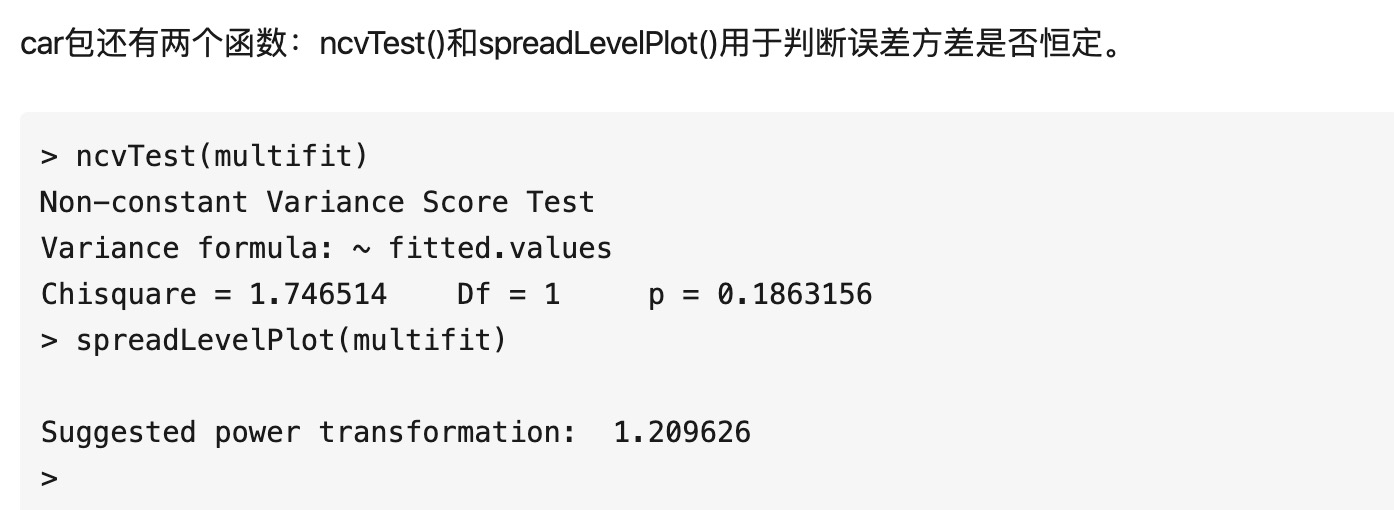 car包还有两个函数：ncvTest()和spreadLevelPlot()用于判断误差方差是否恒定。
> ncvTest(multifit)
Non-constant Variance Score Test
Variance formula: ~ fitted.values
Chisquare = 1.746514    Df = 1     p = 0.1863156
> spreadLevelPlot(multifit)
Suggested power transformation:  1.209626
>